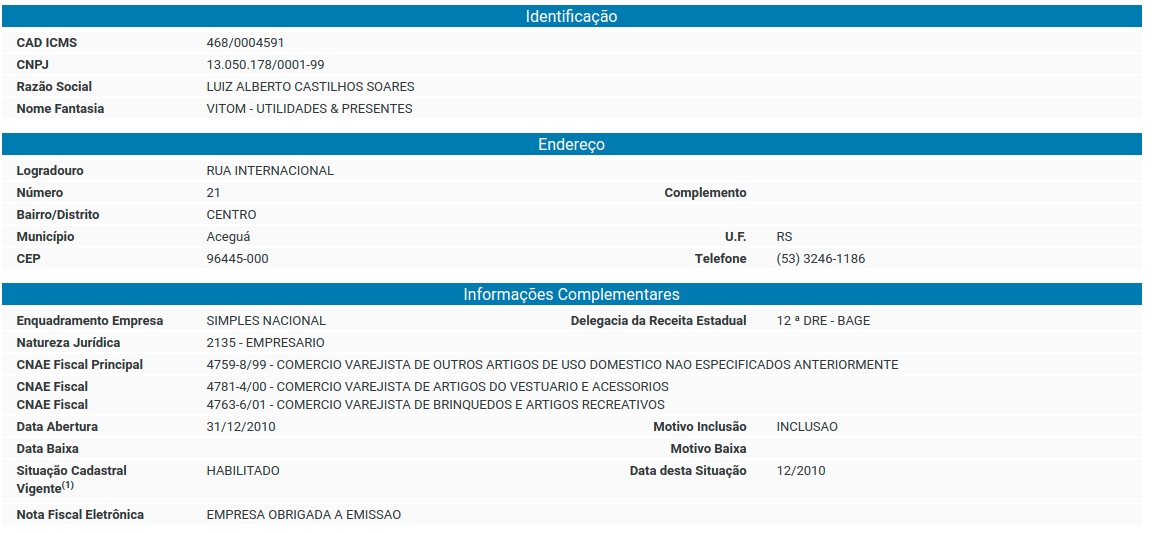 Identificação
CAD ICMS 468/0004591
CNPJ 13.050.178/0001-99
Razão Social LUIZ ALBERTO CASTILHOS SOARES
Nome Fantasia VITOM - UTILIDADES & PRESENTES
Endereço
Logradouro RUA INTERNACIONAL
Número 21 Complemento
Bairro/Distrito CENTRO
Município Aceguá U.F. RS
CEP 96445-000 Telefone (53) 3246-1186
Informações Complementares
Enquadramento Empresa SIMPLES NACIONAL Delegacia da Receita Estadual 12 ª DRE - BAGE
Natureza Jurídica 2135 - EMPRESARIO
CNAE Fiscal Principal 4759-8/99 - COMERCIO VAREJISTA DE OUTROS ARTIGOS DE USO DOMESTICO NAO ESPECIFICADOS ANTERIORMENTE
CNAE Fiscal 4781-4/00 - COMERCIO VAREJISTA DE ARTIGOS DO VESTUARIO E ACESSORIOS
CNAE Fiscal 4763-6/01 - COMERCIO VAREJISTA DE BRINQUEDOS E ARTIGOS RECREATIVOS
Data Abertura 31/12/2010 Motivo Inclusão INCLUSAO
Data Baixa Motivo Baixa
Situação Cadastral HABILITADO Data desta Situação 12/2010
Vigente(1)
Nota Fiscal Eletrônica EMPRESA OBRIGADA A EMISSAO